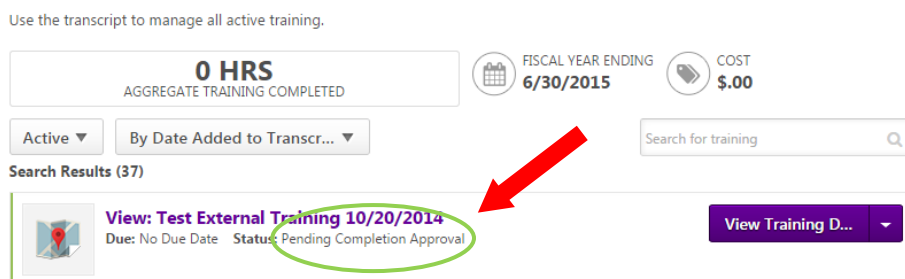 Use the transcript to manage all active training.
0 HRS
AGGREGATE TRAINING COMPLETED
FISCAL YEAR ENDING
6/30/2015
COST
$.00
Active
By Date Added to Transcr...
Search for training
Search Results (37)
View: Test External Training 10/20/2014
Due: No Due Date Status: Pending Completion Approval
View Training D...